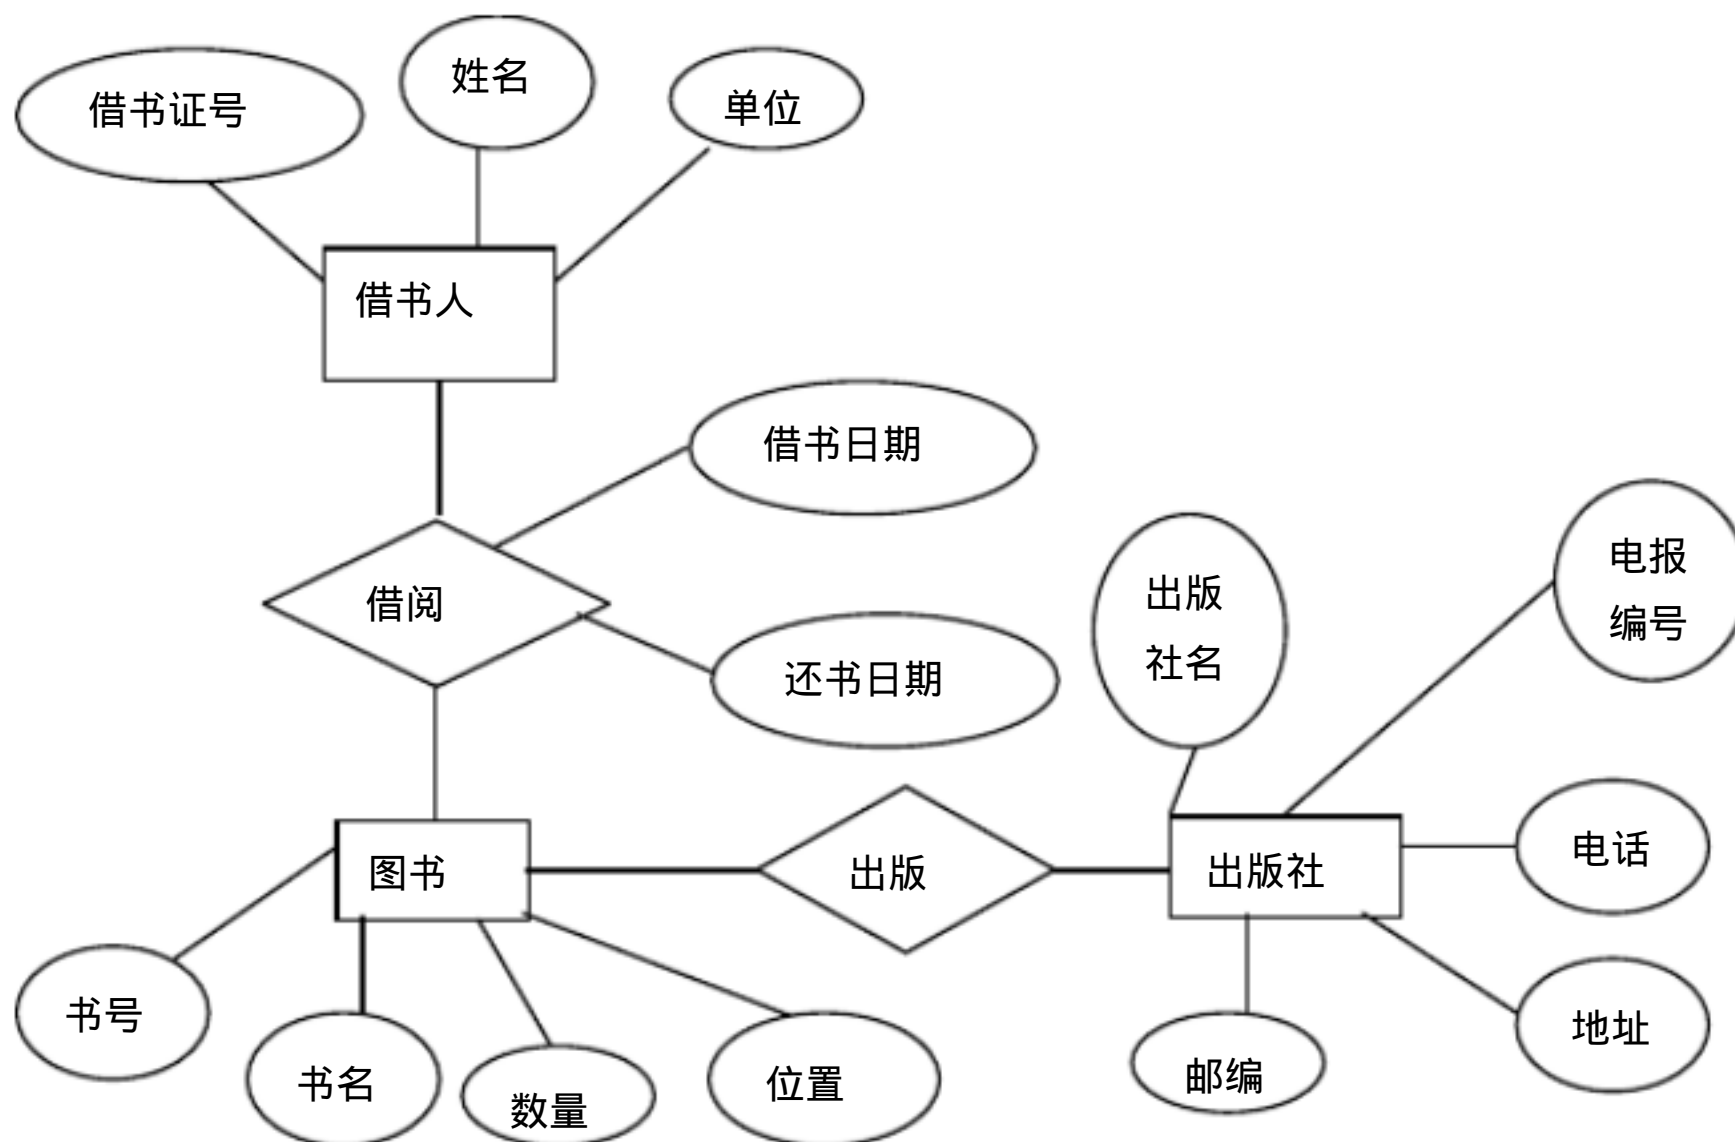 借书证号
姓名
单位
借书人
借书日期
借阅
还书日期
出版
社名
电报
编号
图书
出版
出版社
电话
书号
书名
数量
位置
邮编
地址